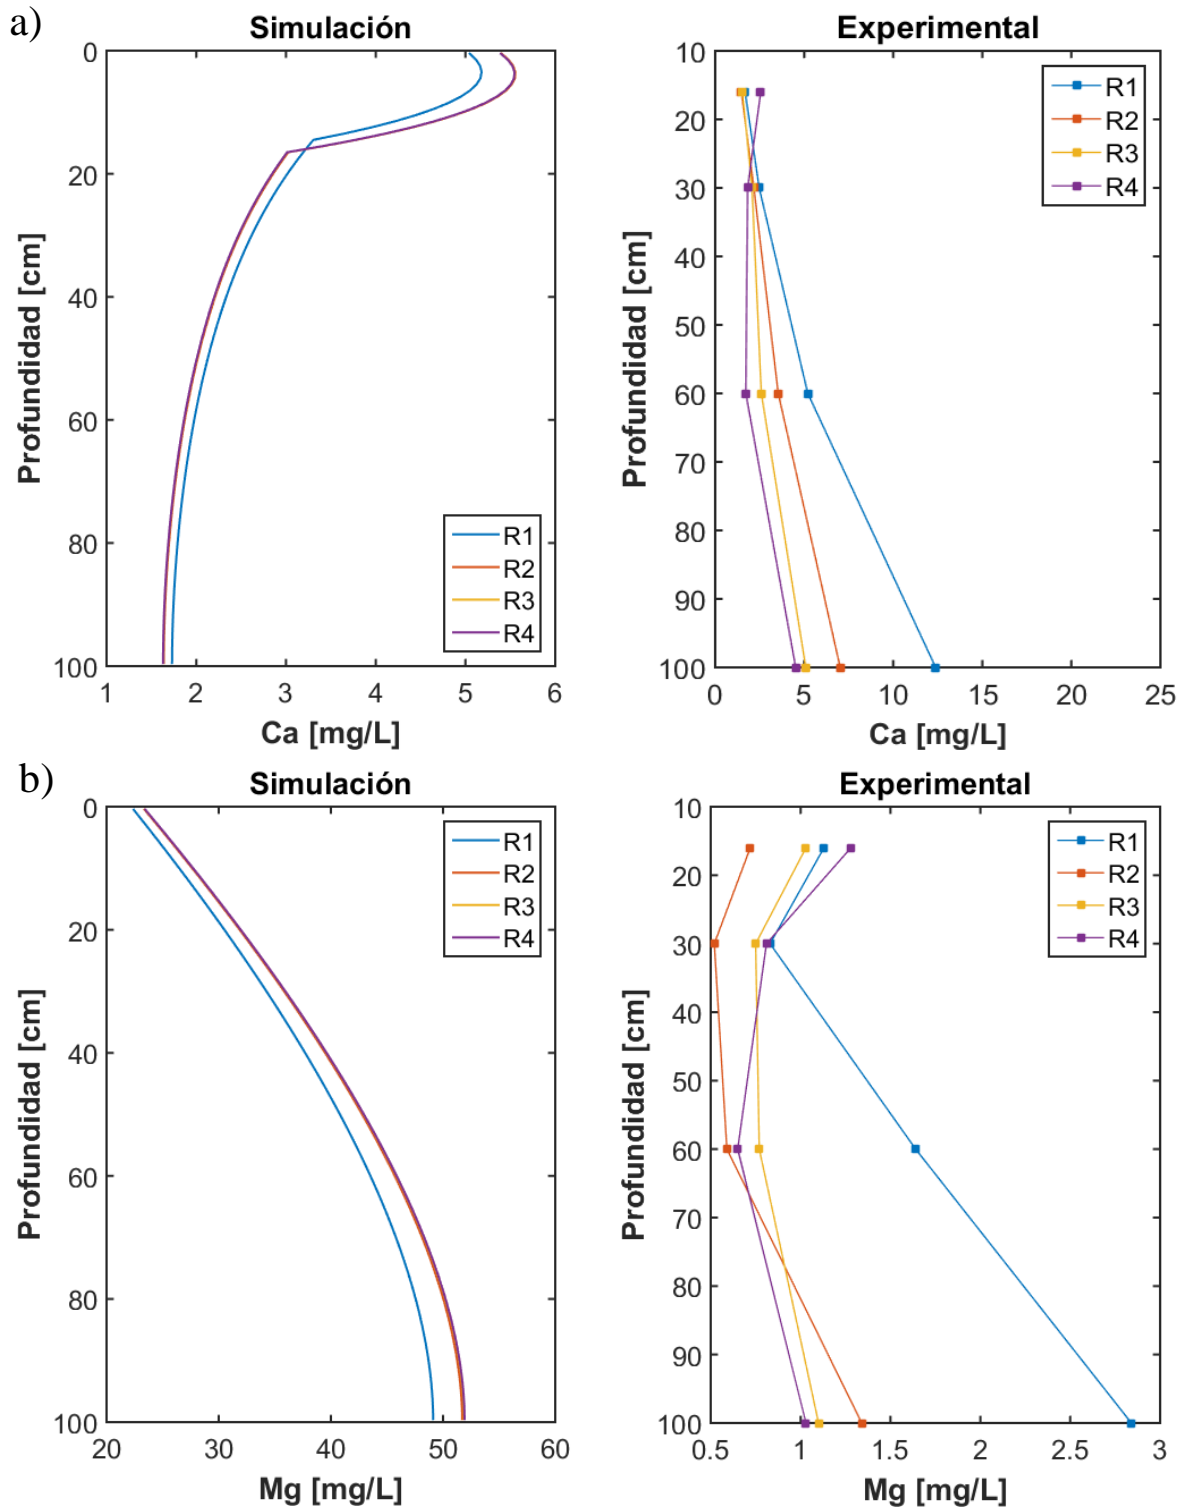 a)
Simulación
0
20
40
60
80
100
1 2 3 4 5 6
Profundidad [cm]
Ca [mg/L]
R1
R2
R3
R4
Experimental
10
20
30
40
50
60
70
80
90
100
0 5 10 15 20 25
Profundidad [cm]
Ca [mg/L]
R1
R2
R3
R4
b)
Simulación
0
20
40
60
80
100
20 30 40 50 60
Profundidad [cm]
Mg [mg/L]
R1
R2
R3
R4
Experimental
10
20
30
40
50
60
70
80
90
100
0.5 1 1.5 2 2.5 3
Profundidad [cm]
Mg [mg/L]
R1
R2
R3
R4